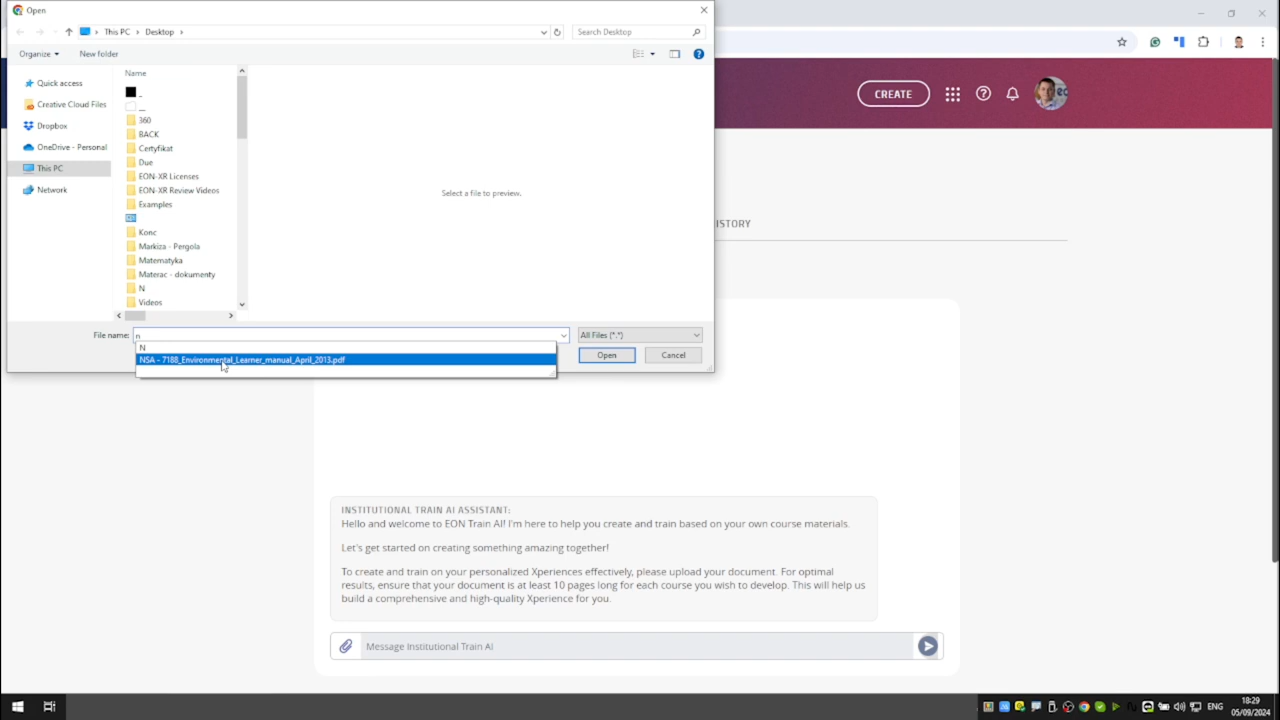 Open
This PC
Desktop
Search Desktop
Organize
New folder
Name
Quick access
Creative Cloud Files
Dropbox
OneDrive - Personal
This PC
Network
_
__
360
BACK
Certyfikat
Due
EON-XR Licenses
EON-XR Review Videos
Examples
Konc
Markiza - Pergola
Matematyka
Materac - dokumenty
N
Videos
Select a file to preview.
File name:
n
All Files (*.*)
N
NSA - 7188_Environmental_Learner_manual_April_2013.pdf
Open
Cancel
CREATE
ISTORY
INSTITUTIONAL TRAIN AI ASSISTANT:
Hello and welcome to EON Train AI! I'm here to help you create and train based on your own course materials.
Let's get started on creating something amazing together!
To create and train on your personalized Xperiences effectively, please upload your document. For optimal
results, ensure that your document is at least 10 pages long for each course you wish to develop. This will help us
build a comprehensive and high-quality Xperience for you.
Message Institutional Train AI
ENG
18:29
05/09/2024